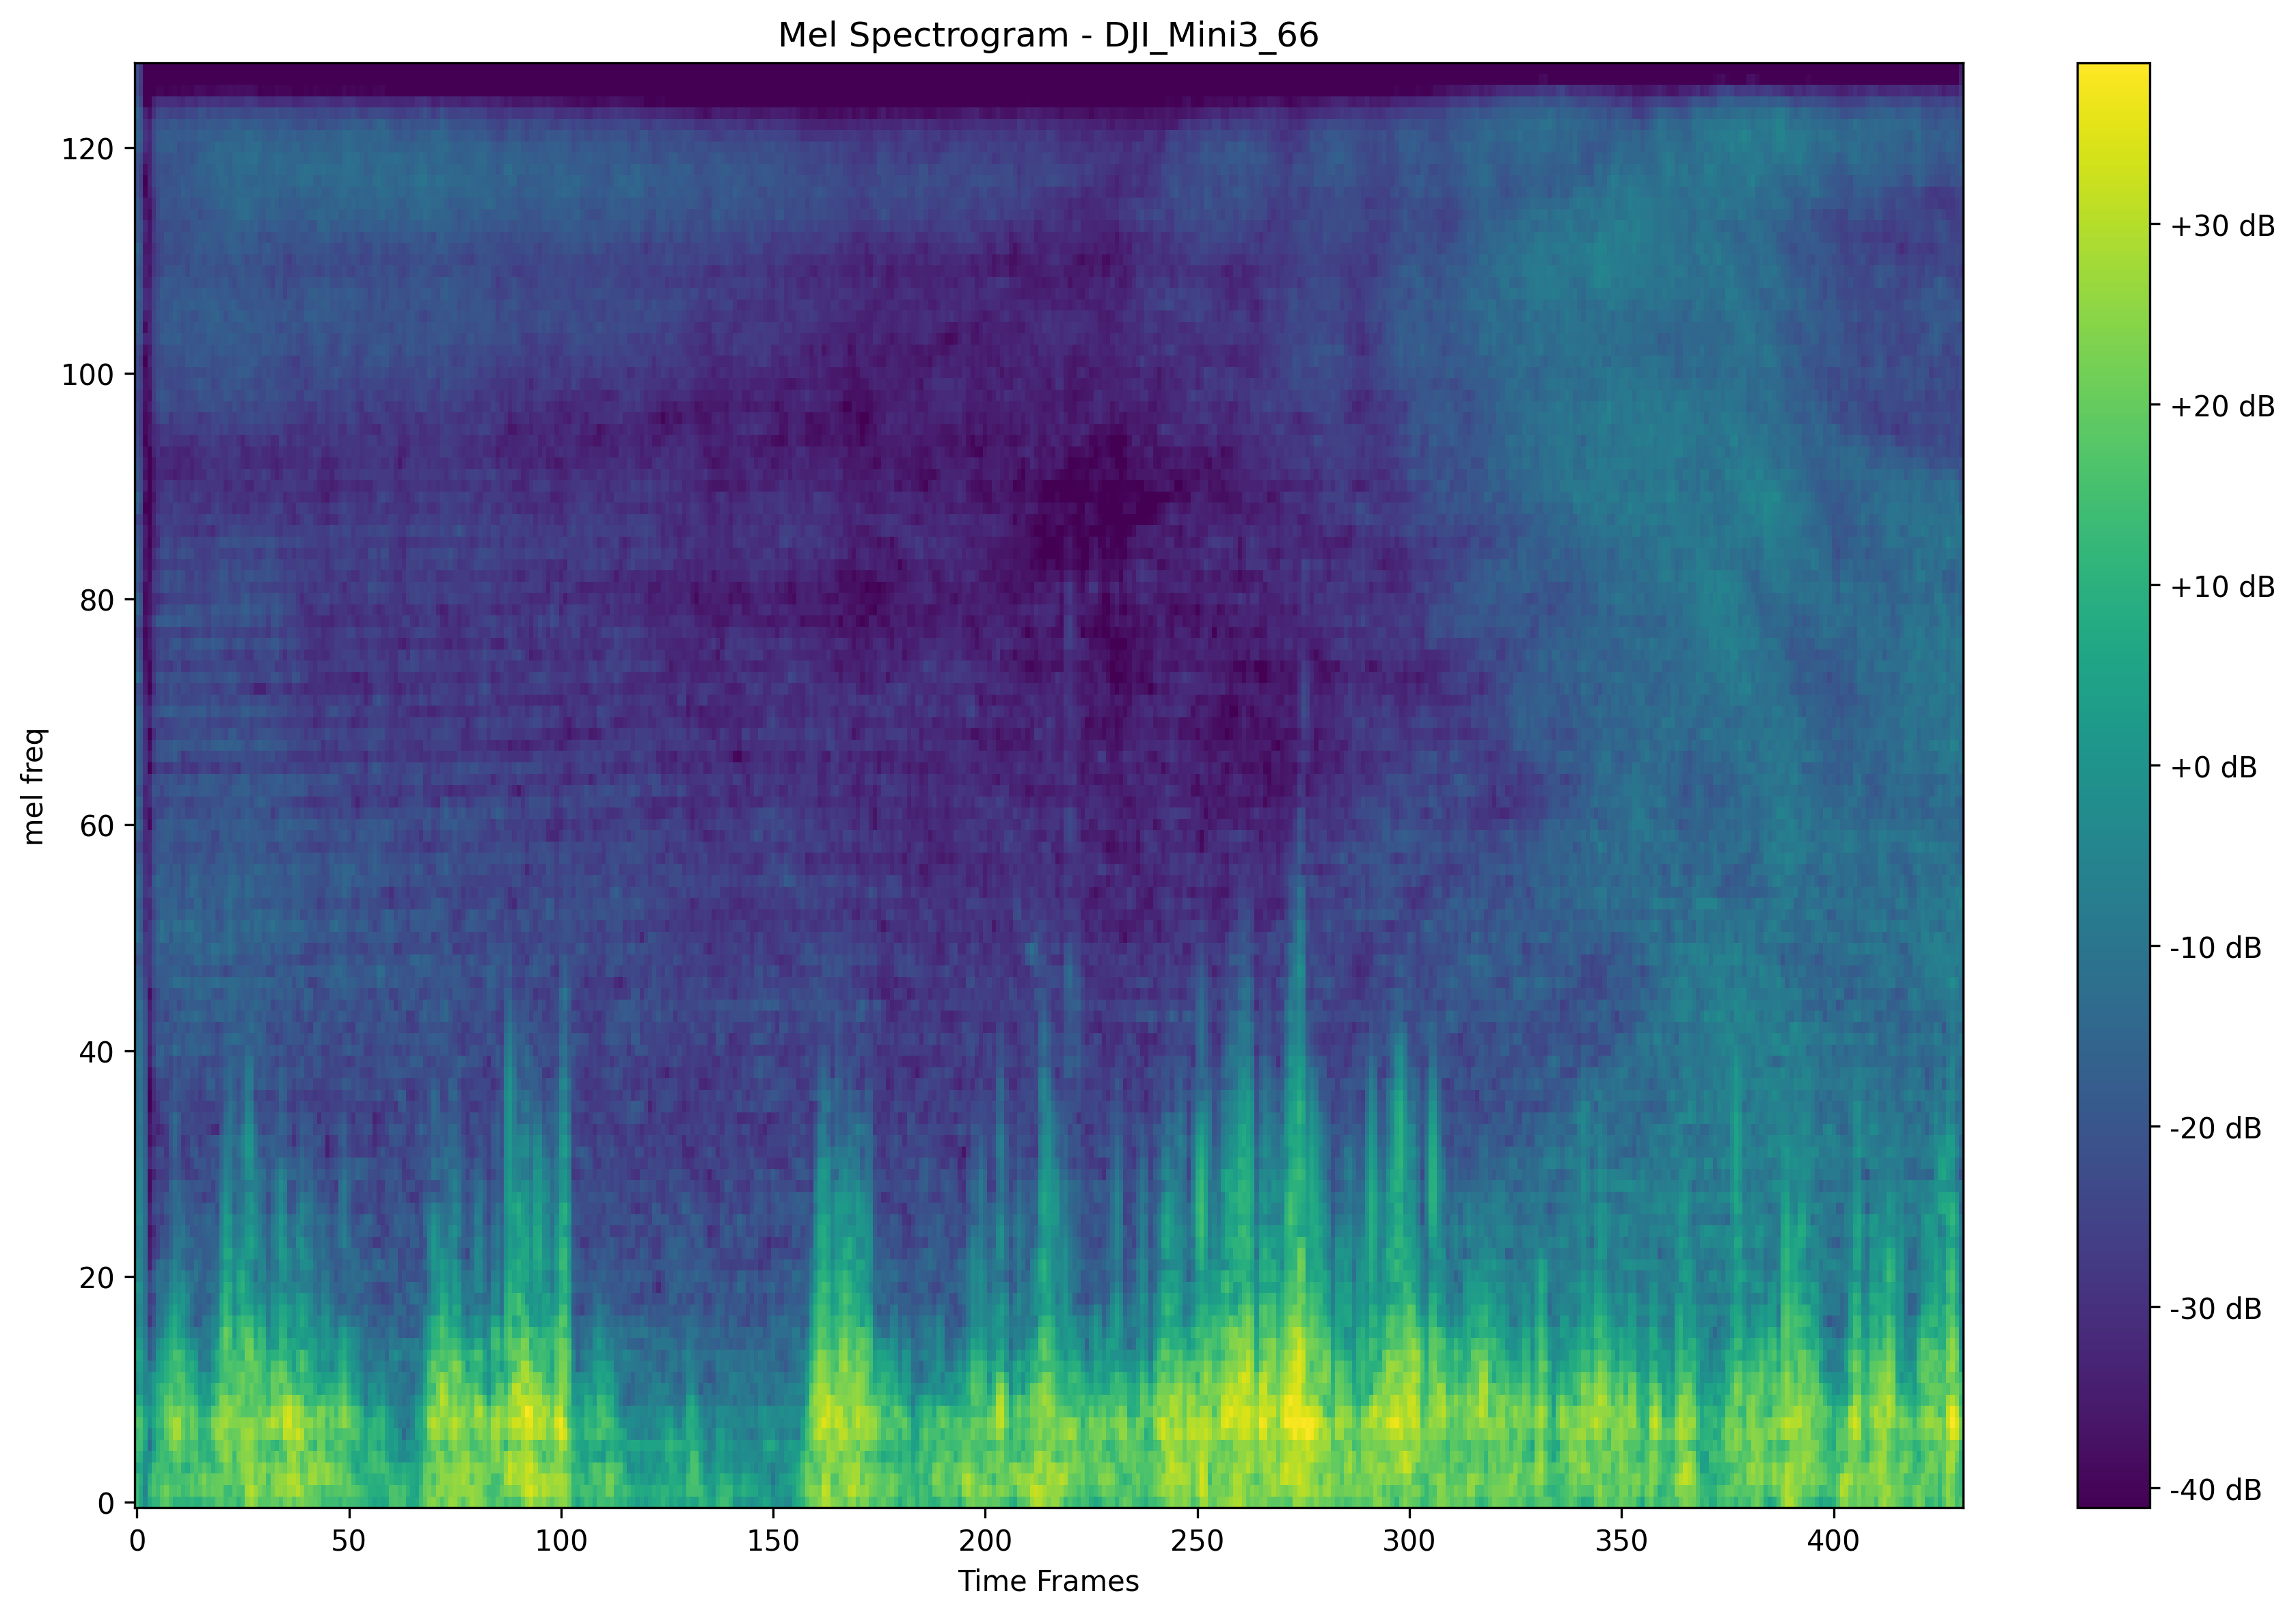 Mel Spectrogram - DJI_Mini3_66
mel freq
120
100
80
60
40
20
0
0 50 100 150 200 250 300 350 400
Time Frames
+30 dB
+20 dB
+10 dB
+0 dB
-10 dB
-20 dB
-30 dB
-40 dB